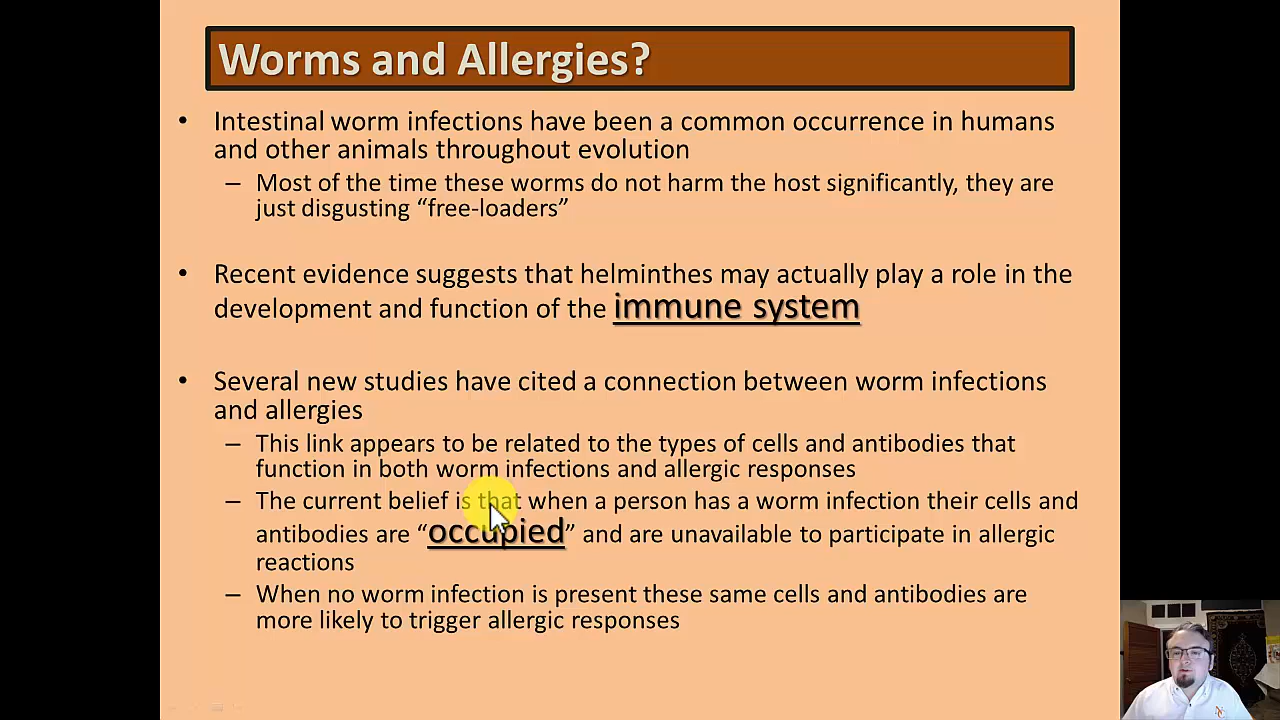 Worms and Allergies?
• Intestinal worm infections have been a common occurrence in humans
and other animals throughout evolution
– Most of the time these worms do not harm the host significantly, they are
just disgusting “free-loaders”
• Recent evidence suggests that helminthes may actually play a role in the
development and function of the immune system
• Several new studies have cited a connection between worm infections
and allergies
– This link appears to be related to the types of cells and antibodies that
function in both worm infections and allergic responses
– The current belief is that when a person has a worm infection their cells and
antibodies are “occupied” and are unavailable to participate in allergic
reactions
– When no worm infection is present these same cells and antibodies are
more likely to trigger allergic responses